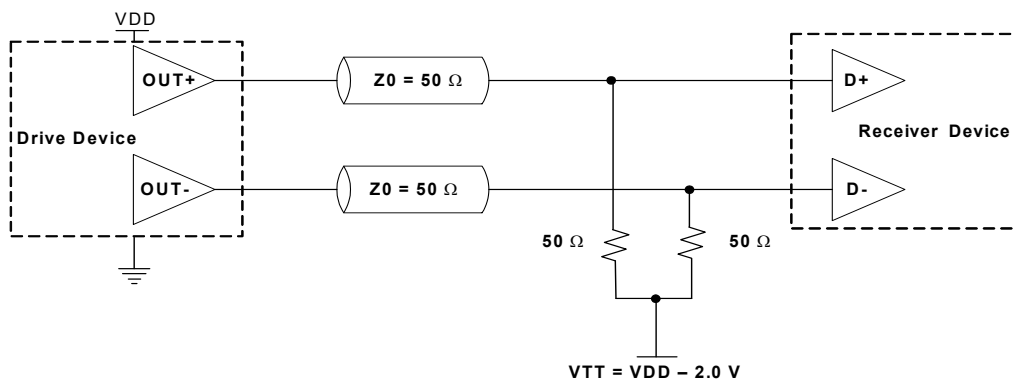 VDD
OUT+
Z0 = 50 Ω
D+
Drive Device
Receiver Device
OUT-
Z0 = 50 Ω
D-
50 Ω
50 Ω
VTT = VDD – 2.0 V